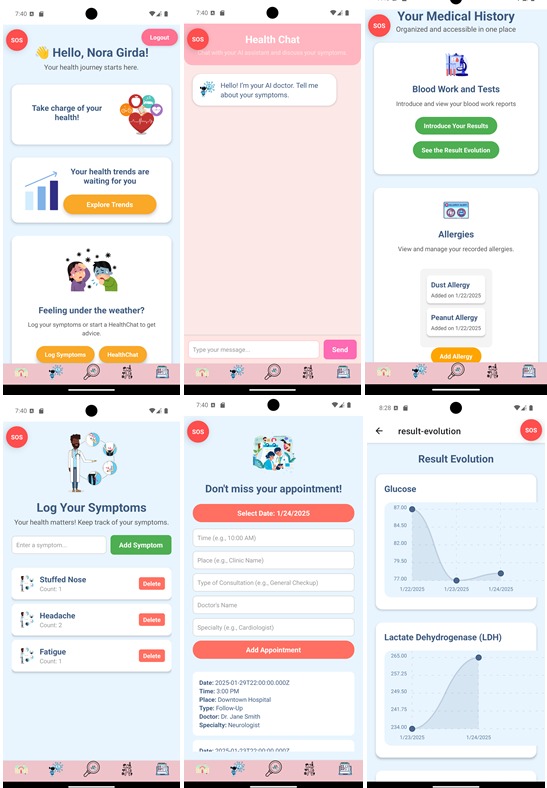 7:40
SOS
Logout
👋 Hello, Nora Girda!
Your health journey starts here.
Take charge of your
health!
Your health trends are
waiting for you
Explore Trends
Feeling under the weather?
Log your symptoms or start a HealthChat to get
advice.
Log Symptoms
HealthChat
7:40
SOS
Health Chat
Chat with your AI assistant and discuss your symptoms.
Hello! I'm your AI doctor. Tell me
about your symptoms.
Type your message...
Send
SOS
Your Medical History
Organized and accessible in one place
Blood Work and Tests
Introduce and view your blood work reports
Introduce Your Results
See the Result Evolution
Allergies
View and manage your recorded allergies.
Dust Allergy
Added on 1/22/2025
Peanut Allergy
Added on 1/22/2025
Add Allergy
7:40
SOS
Log Your Symptoms
Your health matters! Keep track of your symptoms.
Enter a symptom...
Add Symptom
Stuffed Nose
Count: 1
Delete
Headache
Count: 2
Delete
Fatigue
Count: 1
Delete
7:40
SOS
Don't miss your appointment!
Select Date: 1/24/2025
Time (e.g., 10:00 AM)
Place (e.g., Clinic Name)
Type of Consultation (e.g., General Checkup)
Doctor's Name
Specialty (e.g., Cardiologist)
Add Appointment
Date: 2025-01-29T22:00:00.000Z
Time: 3:00 PM
Place: Downtown Hospital
Type: Follow-Up
Doctor: Dr. Jane Smith
Specialty: Neurologist
8:28
result-evolution
SOS
Result Evolution
Glucose
87.00
84.50
82.00
79.50
77.00
1/22/2025
1/23/2025
1/24/2025
Lactate Dehydrogenase (LDH)
265.00
257.25
249.50
241.75
234.00
1/23/2025
1/24/2025